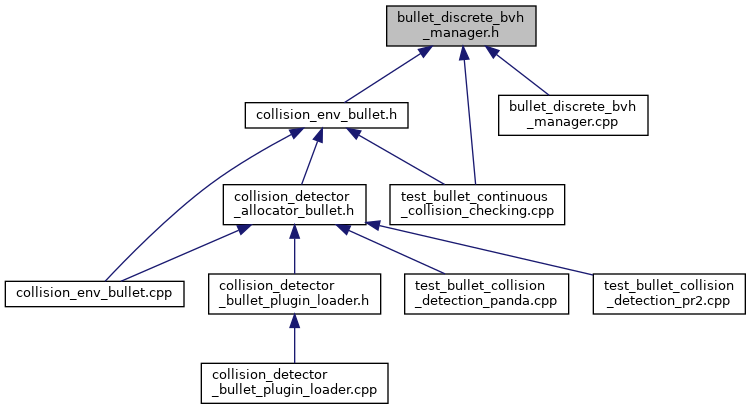 bullet_discrete_bvh
_manager.h
collision_env_bullet.h
bullet_discrete_bvh
_manager.cpp
collision_detector
_allocator_bullet.h
test_bullet_continuous
_collision_checking.cpp
collision_env_bullet.cpp
collision_detector
_bullet_plugin_loader.h
test_bullet_collision
_detection_panda.cpp
test_bullet_collision
_detection_pr2.cpp
collision_detector
_bullet_plugin_loader.cpp